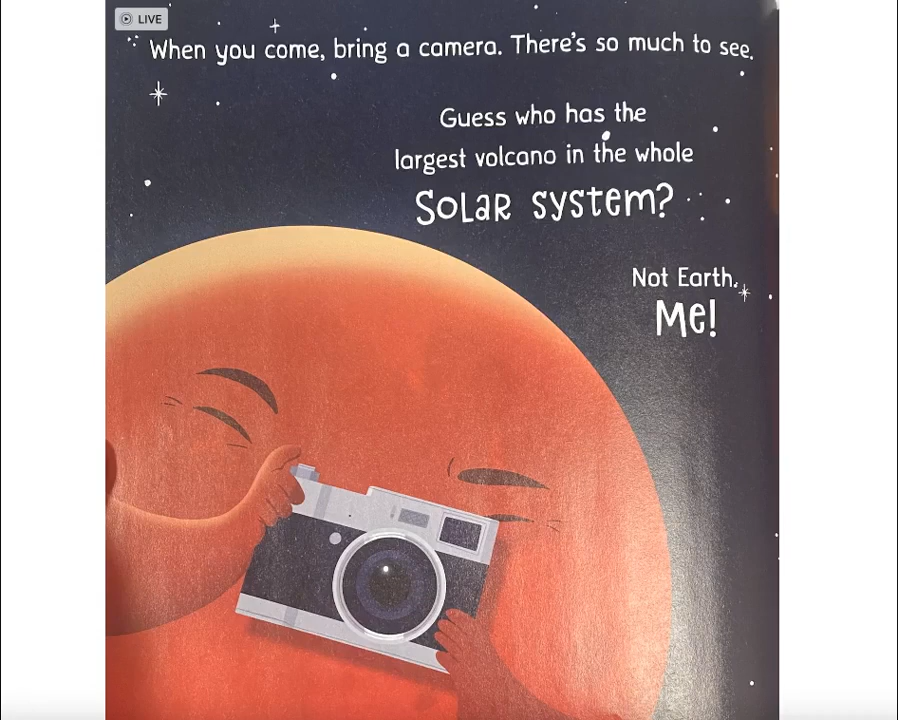 LIVE
When you come, bring a camera. There's so much to see.
Guess who has the
largest volcano in the whole
Solar system?
Not Earth.
Me!